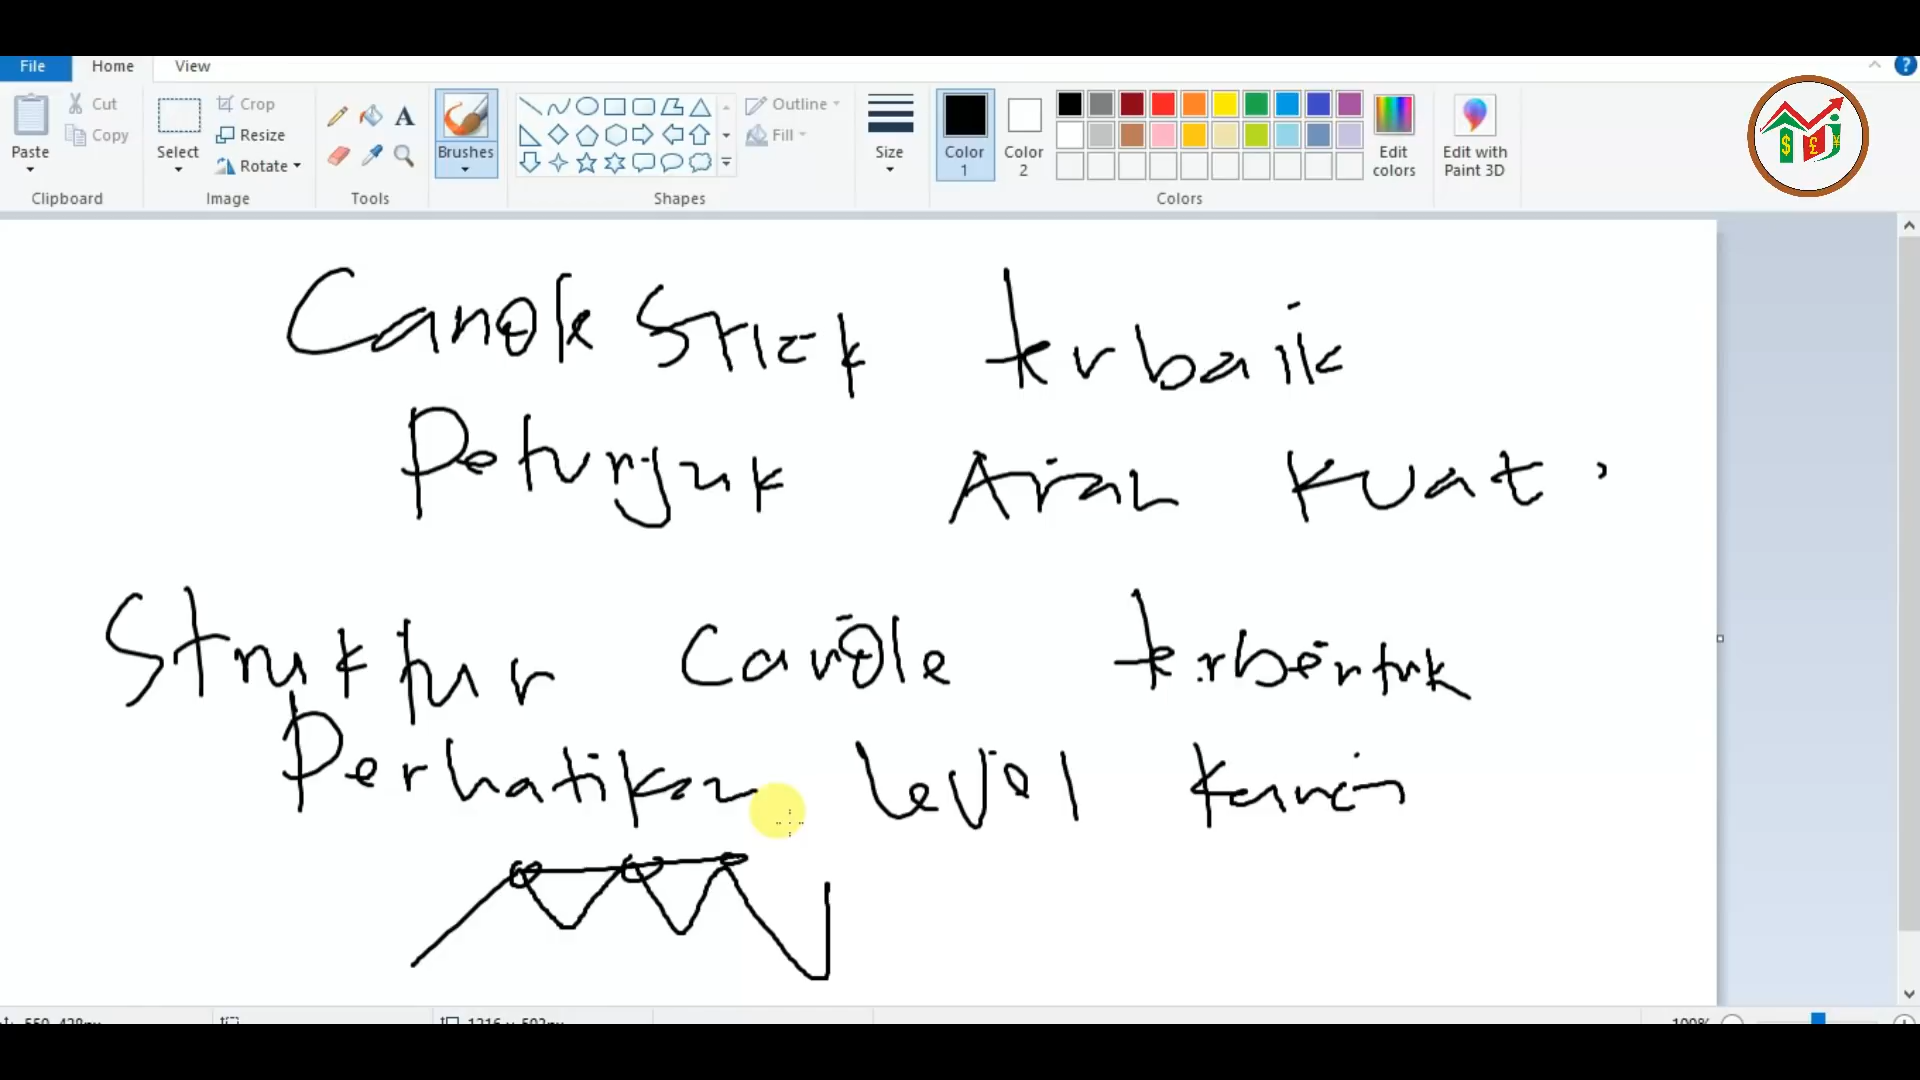 File Home View
Paste Cut Copy Clipboard
Select Crop Resize Rotate Image
A Tools
Brushes
Outline Fill Shapes
Size
Color 1 Color 2 Edit colors Colors
Edit with Paint 3D
$ £ ¥
CandleStick terbaik
Petunjuk Arah Kuat
Struktur Candle terbentuk
Perhatikan level Kunci
100%